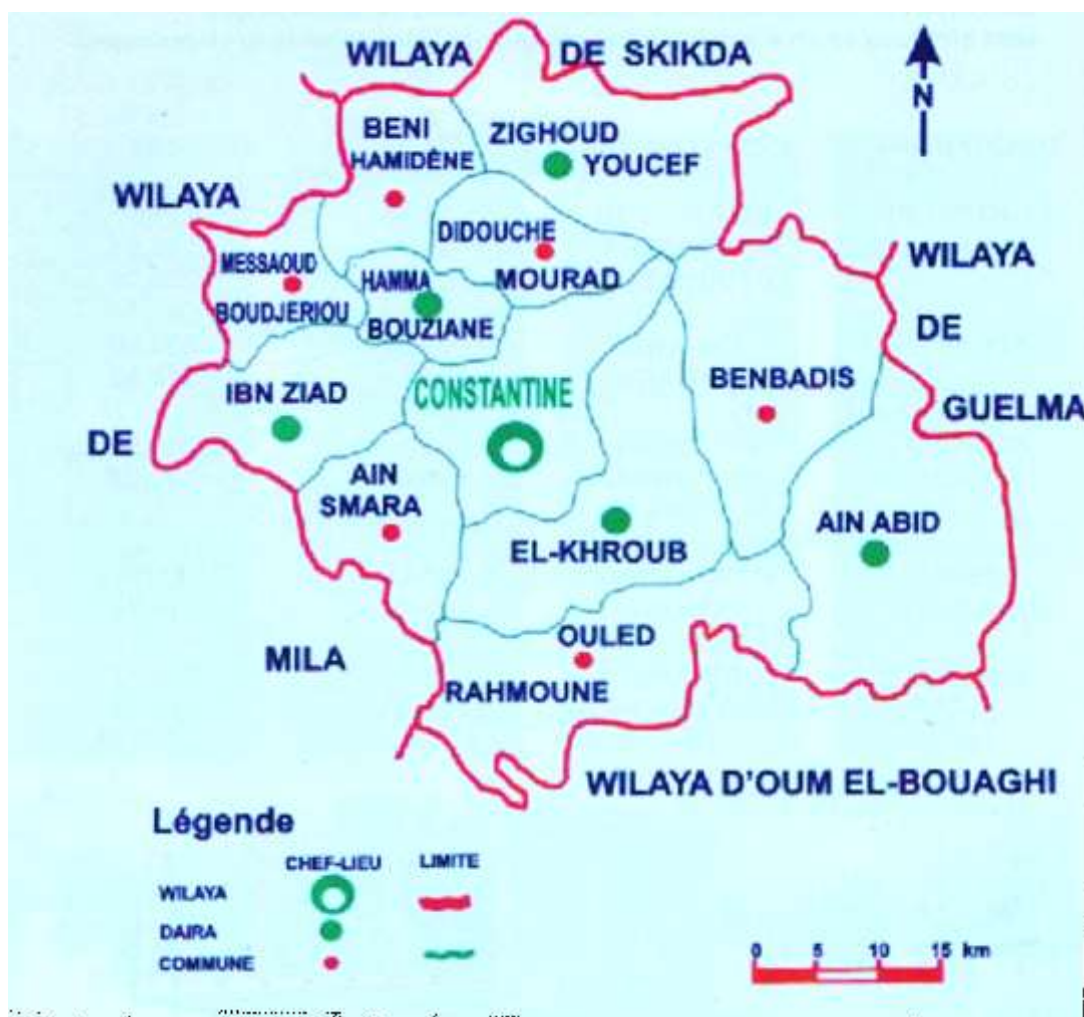 WILAYA DE SKIKDA
N
BENI
HAMIDÈNE
ZIGHOUD
YOUCEF
WILAYA
DIDOUCHE
MOURAD
WILAYA
MESSAOUD
BOUDJERIOU
HAMMA
BOUZIANE
DE
IBN ZIAD
CONSTANTINE
BENBADIS
GUELMA
DE
AIN
SMARA
EL-KHROUB
AIN ABID
MILA
OULED
RAHMOUNE
WILAYA D'OUM EL-BOUAGHI
Légende
CHEF-LIEU LIMITE
WILAYA
DAIRA
COMMUNE
0 5 10 15 km